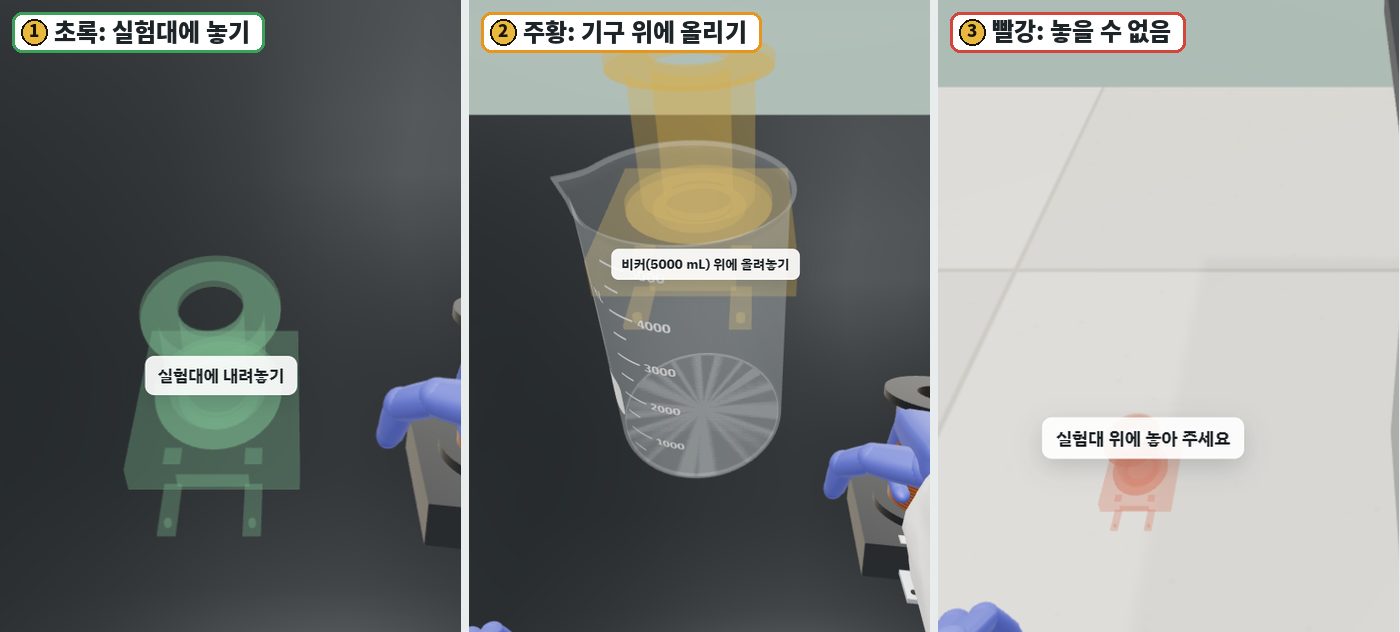 1 초록: 실험대에 놓기
실험대에 내려놓기
2 주황: 기구 위에 올리기
비커(5000 mL) 위에 올려놓기
4000
3000
2000
1000
3 빨강: 놓을 수 없음
실험대 위에 놓아 주세요